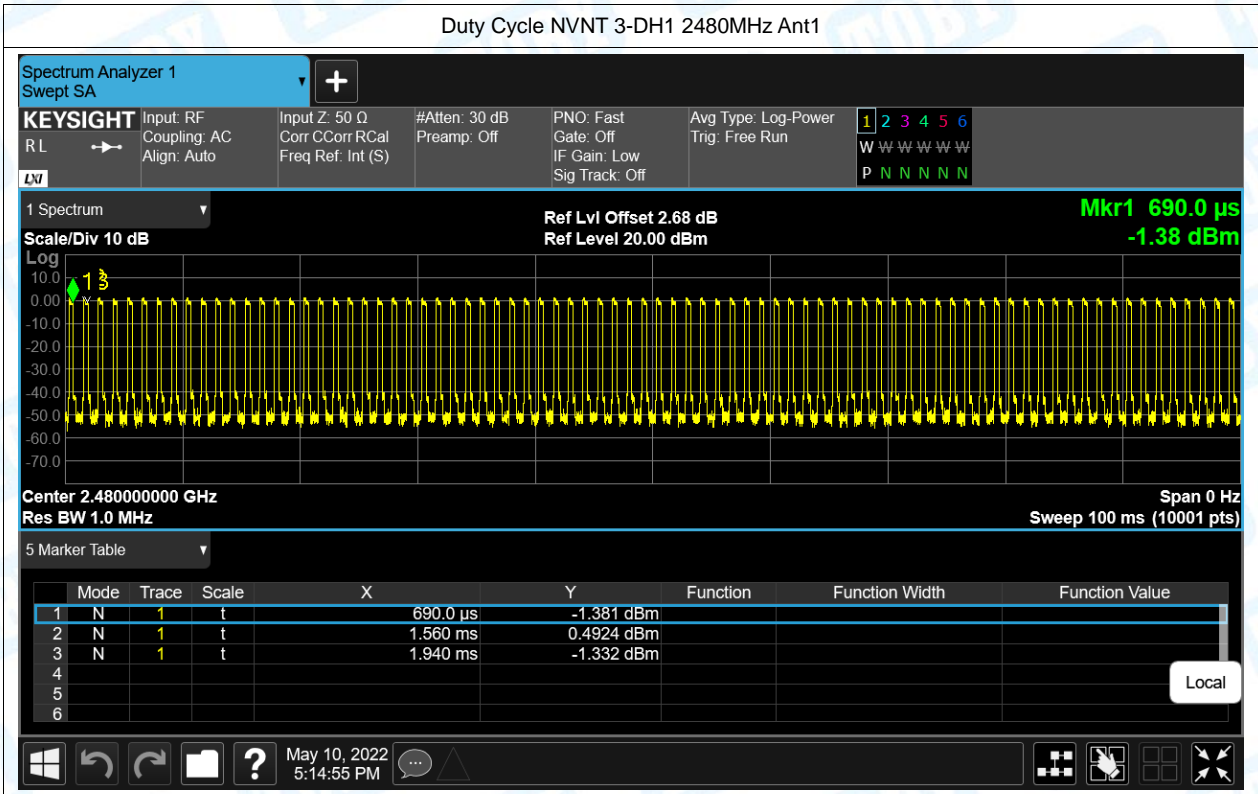 Duty Cycle NVNT 3-DH1 2480MHz Ant1
Spectrum Analyzer 1
Swept SA
KEYSIGHT
RL
LXI
Input: RF
Coupling: AC
Align: Auto
Input Z: 50 Ω
Corr CCorr RCal
Freq Ref: Int (S)
#Atten: 30 dB
Preamp: Off
PNO: Fast
Gate: Off
IF Gain: Low
Sig Track: Off
Avg Type: Log-Power
Trig: Free Run
1 2 3 4 5 6
W W W W W W
P N N N N N
1 Spectrum
Scale/Div 10 dB
Ref Lvl Offset 2.68 dB
Ref Level 20.00 dBm
Mkr1 690.0 µs
-1.38 dBm
Log
10.0
0.00
-10.0
-20.0
-30.0
-40.0
-50.0
-60.0
-70.0
1 3
Center 2.480000000 GHz
Span 0 Hz
Res BW 1.0 MHz
Sweep 100 ms (10001 pts)
5 Marker Table
Mode Trace Scale X Y Function Function Width Function Value
1 N 1 t 690.0 µs -1.381 dBm
2 N 1 t 1.560 ms 0.4924 dBm
3 N 1 t 1.940 ms -1.332 dBm
4
5
6
Local
May 10, 2022
5:14:55 PM